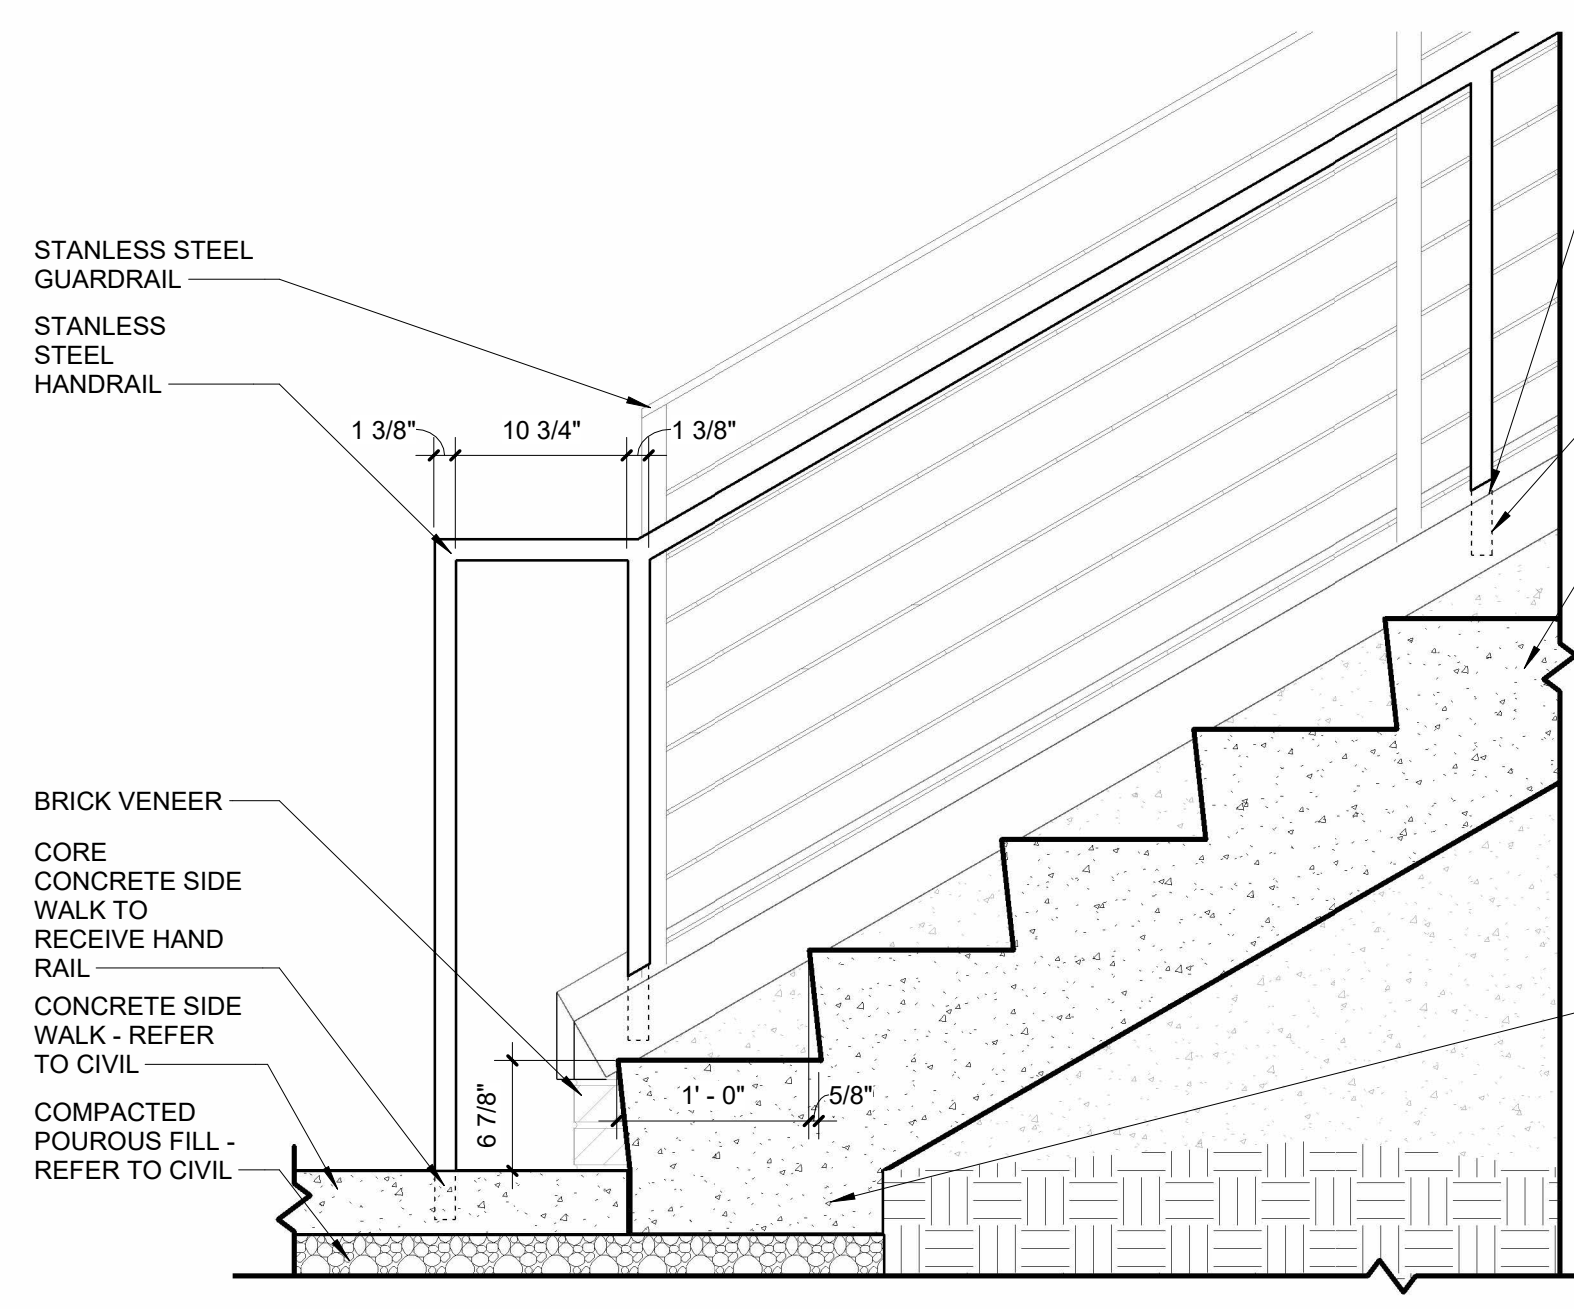 STANLESS STEEL
GUARDRAIL
STANLESS
STEEL
HANDRAIL
1 3/8"
10 3/4"
1 3/8"
BRICK VENEER
CORE
CONCRETE SIDE
WALK TO
RECEIVE HAND
RAIL
CONCRETE SIDE
WALK - REFER
TO CIVIL
COMPACTED
POUROUS FILL -
REFER TO CIVIL
6 7/8"
1' - 0"
5/8"